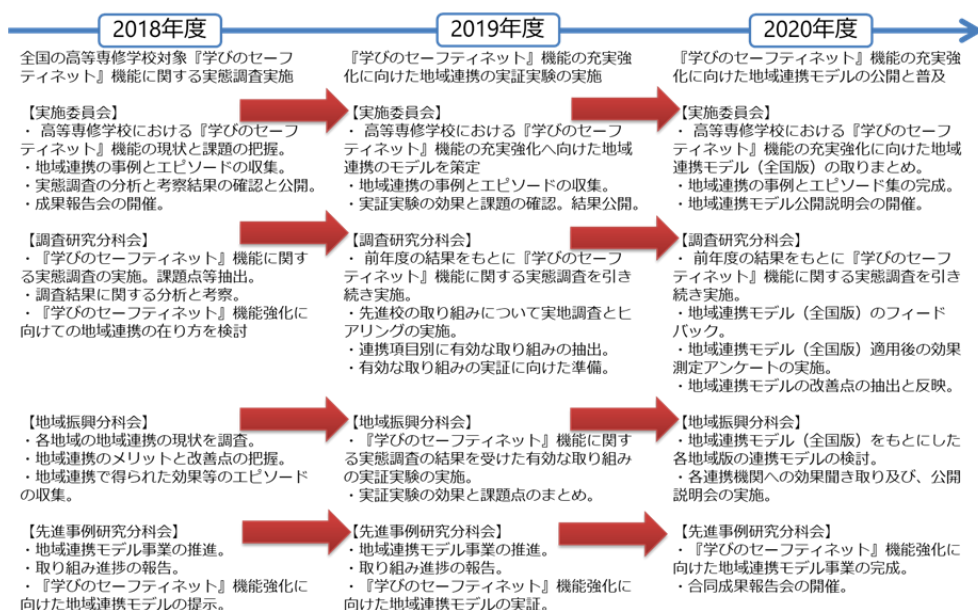 2018年度
2019年度
2020年度
全国の高等専修学校対象『学びのセーフ
ティネット』機能に関する実態調査実施
【実施委員会】
・ 高等専修学校における『学びのセーフ
ティネット』機能の現状と課題の把握。
・地域連携の事例とエピソードの収集。
・実態調査の分析と考察結果の確認と公開。
・成果報告会の開催。
【調査研究分科会】
・『学びのセーフティネット』機能に関す
る実態調査の実施。課題点等抽出。
・調査結果に関する分析と考察。
・『学びのセーフティネット』機能強化に
向けての地域連携の在り方を検討
【地域振興分科会】
・各地域の地域連携の現状を調査。
・地域連携のメリットと改善点の把握。
・地域連携で得られた効果等のエピソード
の収集。
【先進事例研究分科会】
・地域連携モデル事業の推進。
・取り組み進捗の報告。
・『学びのセーフティネット』機能強化に
向けた地域連携モデルの提示。
『学びのセーフティネット』機能の充実強
化に向けた地域連携の実証実験の実施
【実施委員会】
・ 高等専修学校における『学びのセーフ
ティネット』機能の充実強化へ向けた地域
連携のモデルを策定
・地域連携の事例とエピソードの収集。
・実証実験の効果と課題の確認。結果公開。
【調査研究分科会】
・ 前年度の結果をもとに『学びのセーフ
ティネット』機能に関する実態調査を引き
続き実施。
・先進校の取り組みについて実地調査とヒ
アリングの実施。
・連携項目別に有効な取り組みの抽出。
・有効な取り組みの実証に向けた準備。
【地域振興分科会】
・『学びのセーフティネット』機能に関す
る実態調査の結果を受けた有効な取り組み
の実証実験の実施。
・実証実験の効果と課題点のまとめ。
【先進事例研究分科会】
・地域連携モデル事業の推進。
・取り組み進捗の報告。
・『学びのセーフティネット』機能強化に
向けた地域連携モデルの実証。
『学びのセーフティネット』機能の充実強
化に向けた地域連携モデルの公開と普及
【実施委員会】
・ 高等専修学校における『学びのセーフ
ティネット』機能の充実強化に向けた地域
連携モデル（全国版）の取りまとめ。
・地域連携の事例とエピソード集の完成。
・地域連携モデル公開説明会の開催。
【調査研究分科会】
・ 前年度の結果をもとに『学びのセーフ
ティネット』機能に関する実態調査を引き
続き実施。
・地域連携モデル（全国版）のフィード
バック。
・地域連携モデル（全国版）適用後の効果
測定アンケートの実施。
・地域連携モデルの改善点の抽出と反映。
【地域振興分科会】
・地域連携モデル（全国版）をもとにした
各地域版の連携モデルの検討。
・各連携機関への効果聞き取り及び、公開
説明会の実施。
【先進事例研究分科会】
・『学びのセーフティネット』機能強化に
向けた地域連携モデル事業の完成。
・合同成果報告会の開催。